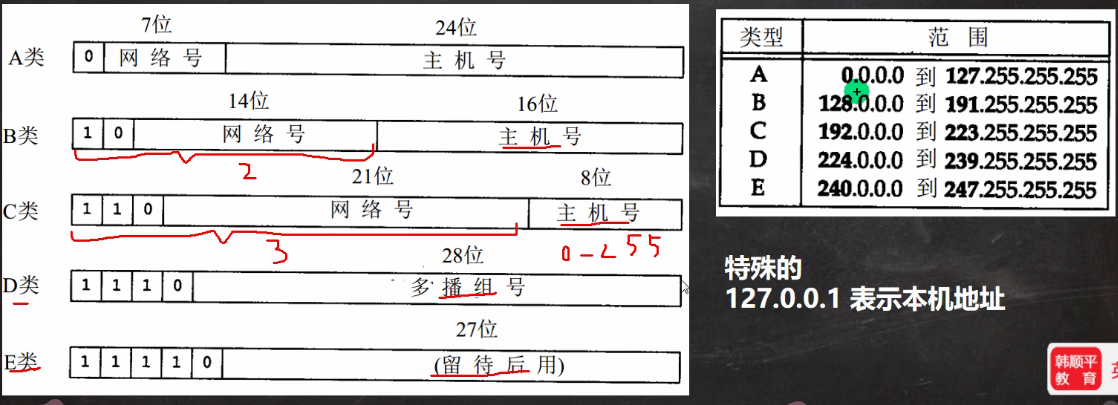 7位 24位
A类 0 网络号 主机号
14位 16位
B类 1 0 网络号 主机号
2
21位 8位
C类 1 1 0 网络号 主机号
3 0-255
28位
D类 1 1 1 0 多播组号
27位
E类 1 1 1 1 0 (留待后用)
类型 范围
A 0.0.0.0 到 127.255.255.255
B 128.0.0.0 到 191.255.255.255
C 192.0.0.0 到 223.255.255.255
D 224.0.0.0 到 239.255.255.255
E 240.0.0.0 到 247.255.255.255
特殊的
127.0.0.1 表示本机地址
韩顺平
教育